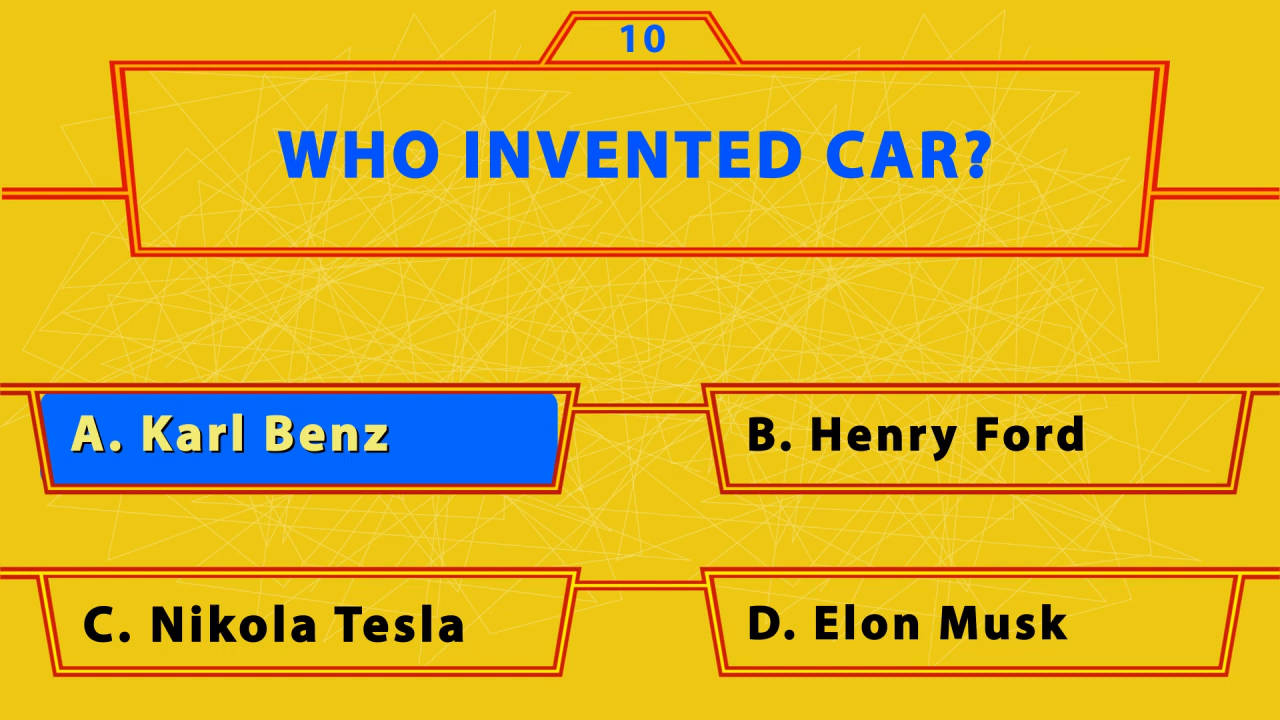 10
WHO INVENTED CAR?
A. Karl Benz
B. Henry Ford
C. Nikola Tesla
D. Elon Musk